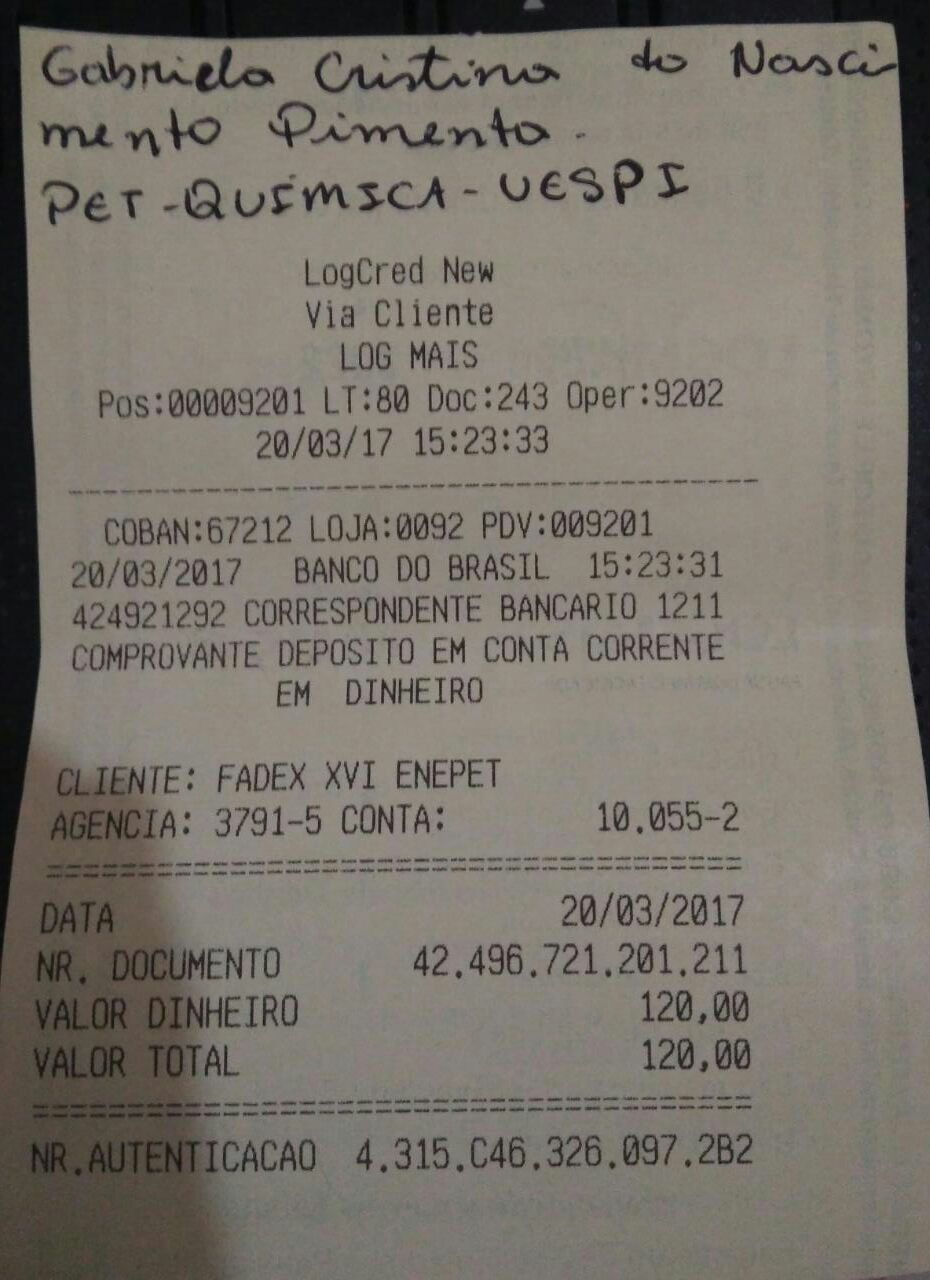 Gabriela Cristina do Nasci
mento Pimenta.
PET-QUÍMICA-UESPI
LogCred New
Via Cliente
LOG MAIS
Pos:00009201 LT:80 Doc:243 Oper:9202
20/03/17 15:23:33
COBAN:67212 LOJA:0092 PDV:009201
20/03/2017 BANCO DO BRASIL 15:23:31
424921292 CORRESPONDENTE BANCARIO 1211
COMPROVANTE DEPOSITO EM CONTA CORRENTE
EM DINHEIRO
CLIENTE: FADEX XVI ENEPET
AGENCIA: 3791-5 CONTA: 10.055-2
DATA 20/03/2017
NR. DOCUMENTO 42.496.721.201.211
VALOR DINHEIRO 120,00
VALOR TOTAL 120,00
NR.AUTENTICACAO 4.315.C46.326.097.2B2